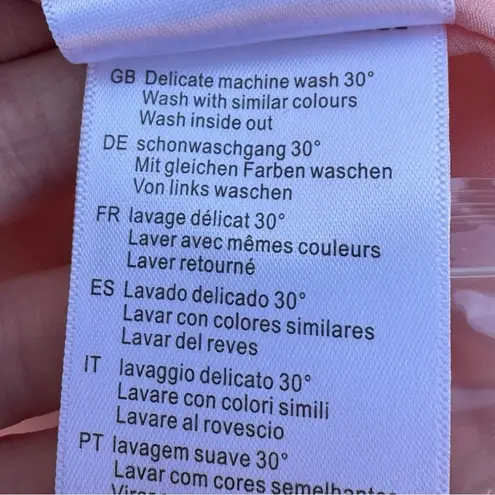 GB Delicate machine wash 30°
Wash with similar colours
Wash inside out
DE schonwaschgang 30°
Mit gleichen Farben waschen
Von links waschen
FR lavage délicat 30°
Laver avec mêmes couleurs
Laver retourné
ES Lavado delicado 30°
Lavar con colores similares
Lavar del reves
IT lavaggio delicato 30°
Lavare con colori simili
Lavare al rovescio
PT lavagem suave 30°
Lavar com cores semelhantes